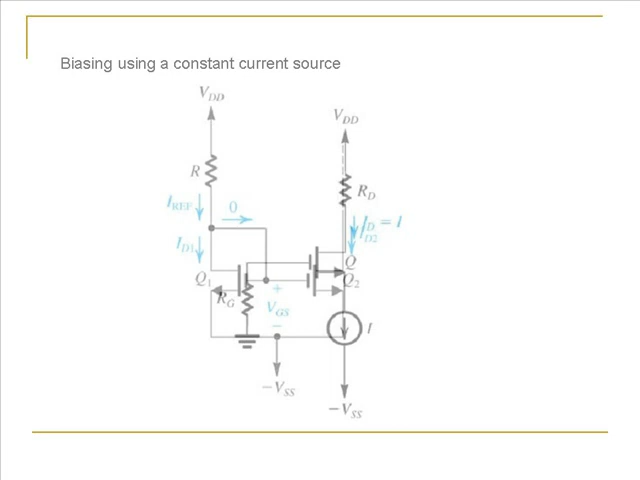 Biasing using a constant current source
V_DD
V_DD
R
R_D
I_REF
0
I_D = I
I_D2
I_D1
Q
Q_1
Q_2
R_G
+
V_GS
−
I
−V_SS
−V_SS